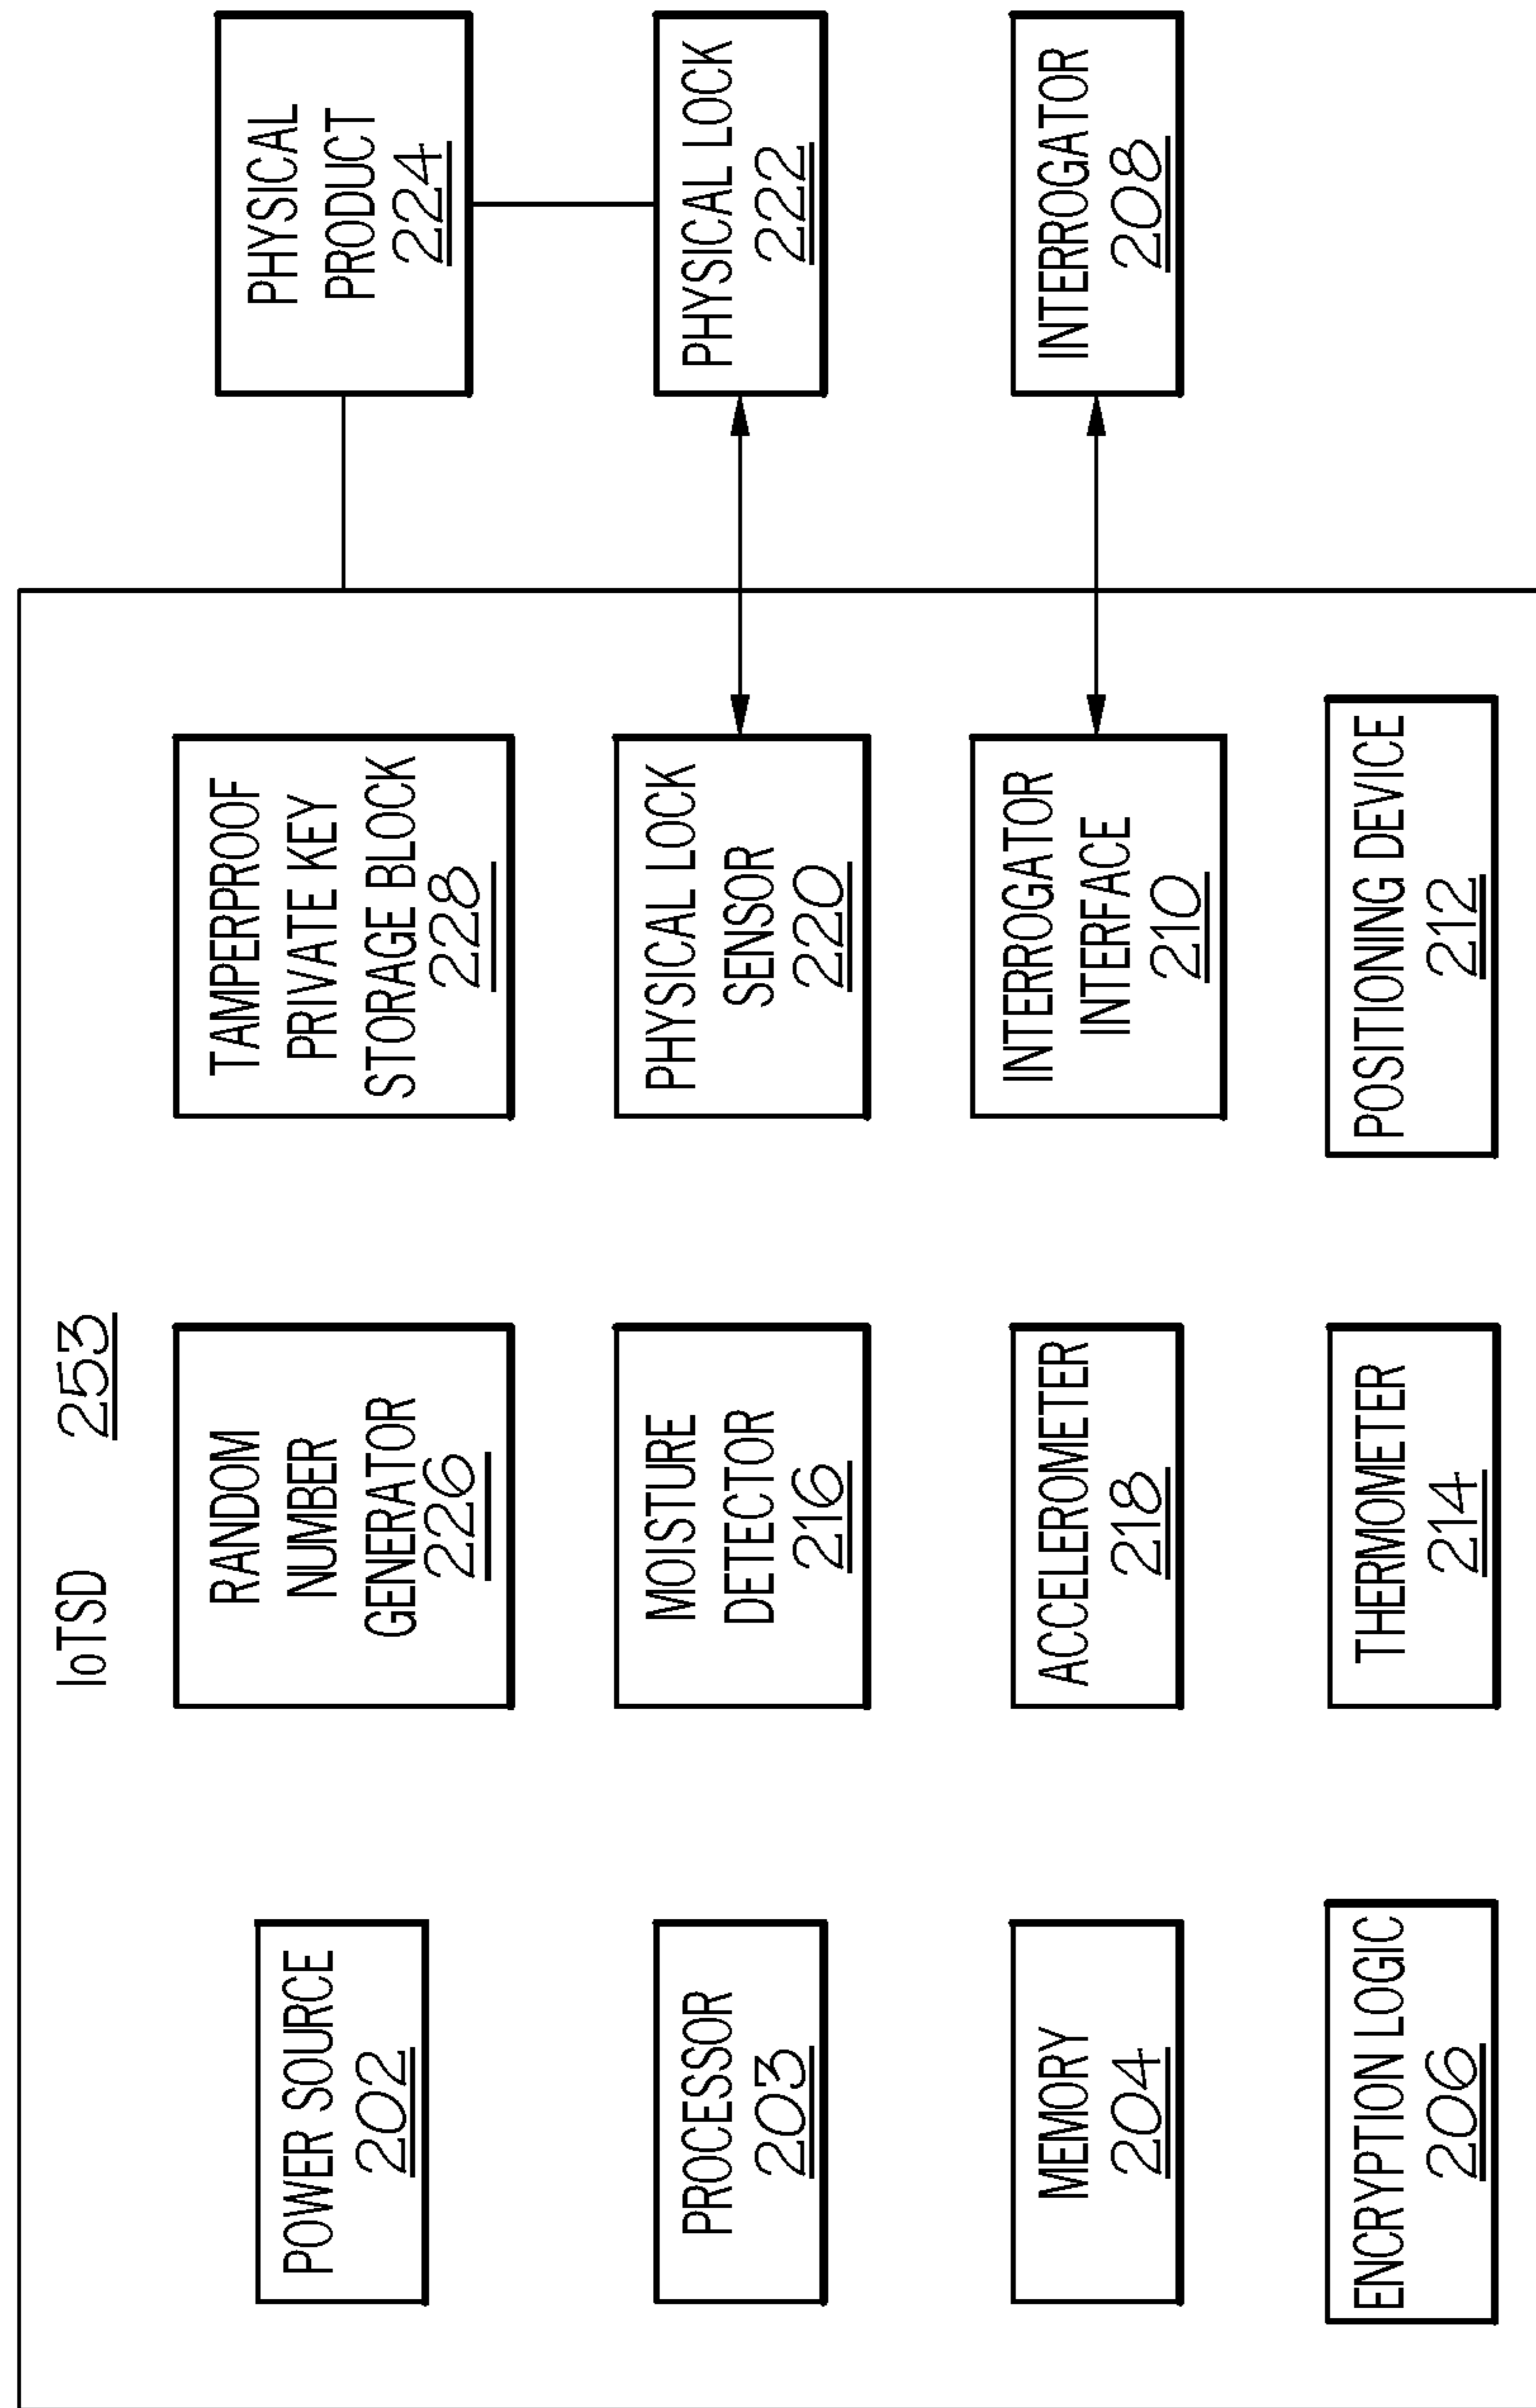 IoTSD 253
POWER SOURCE
202
RANDOM
NUMBER
GENERATOR
226
TAMPERPROOF
PRIVATE KEY
STORAGE BLOCK
228
PHYSICAL
PRODUCT
224
PROCESSOR
203
MOISTURE
DETECTOR
216
PHYSICAL LOCK
SENSOR
220
PHYSICAL LOCK
222
MEMORY
204
ACCELEROMETER
218
INTERROGATOR
INTERFACE
210
INTERROGATOR
208
ENCRYPTION LOGIC
206
THERMOMETER
214
POSITIONING DEVICE
212